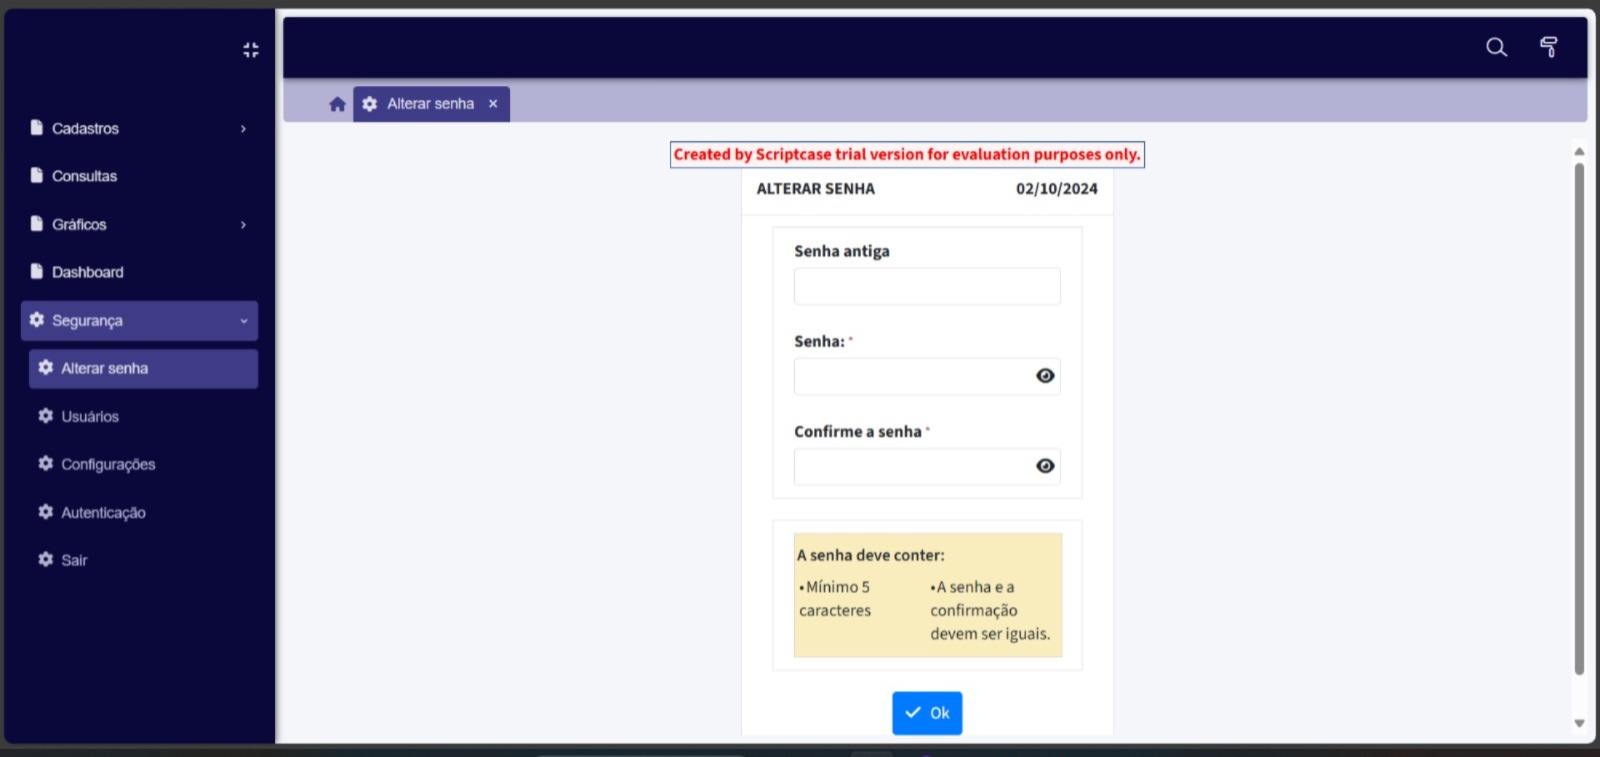 Cadastros
Consultas
Gráficos
Dashboard
Segurança
Alterar senha
Usuários
Configurações
Autenticação
Sair
Alterar senha ×
Created by Scriptcase trial version for evaluation purposes only.
ALTERAR SENHA 02/10/2024
Senha antiga
Senha: *
Confirme a senha *
A senha deve conter:
•Mínimo 5
caracteres
•A senha e a
confirmação
devem ser iguais.
Ok